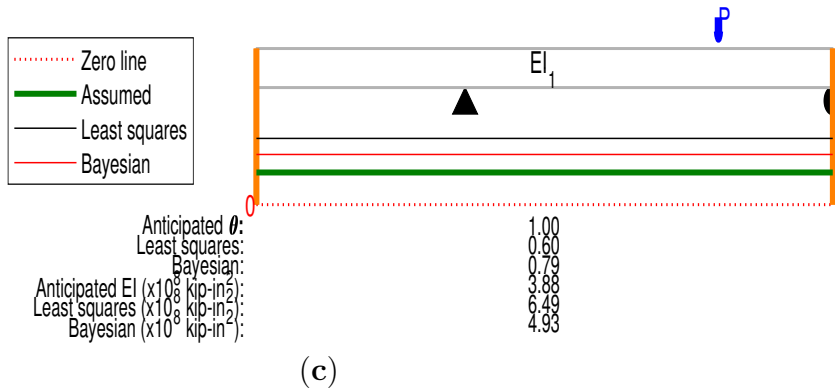 P
Zero line
Assumed
Least squares
Bayesian
EI_1
0
Anticipated θ: 1.00
Least squares: 0.60
Bayesian: 0.79
Anticipated EI (x10^8 kip-in^2): 3.88
Least squares (x10^8 kip-in^2): 6.49
Bayesian (x10^8 kip-in^2): 4.93
(c)